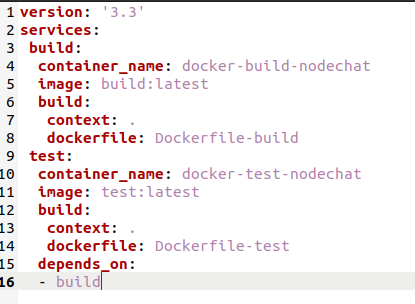 1 version: '3.3'
2 services:
3  build:
4   container_name: docker-build-nodechat
5   image: build:latest
6   build:
7    context: .
8    dockerfile: Dockerfile-build
9  test:
10   container_name: docker-test-nodechat
11   image: test:latest
12   build:
13    context: .
14    dockerfile: Dockerfile-test
15   depends_on:
16   - build